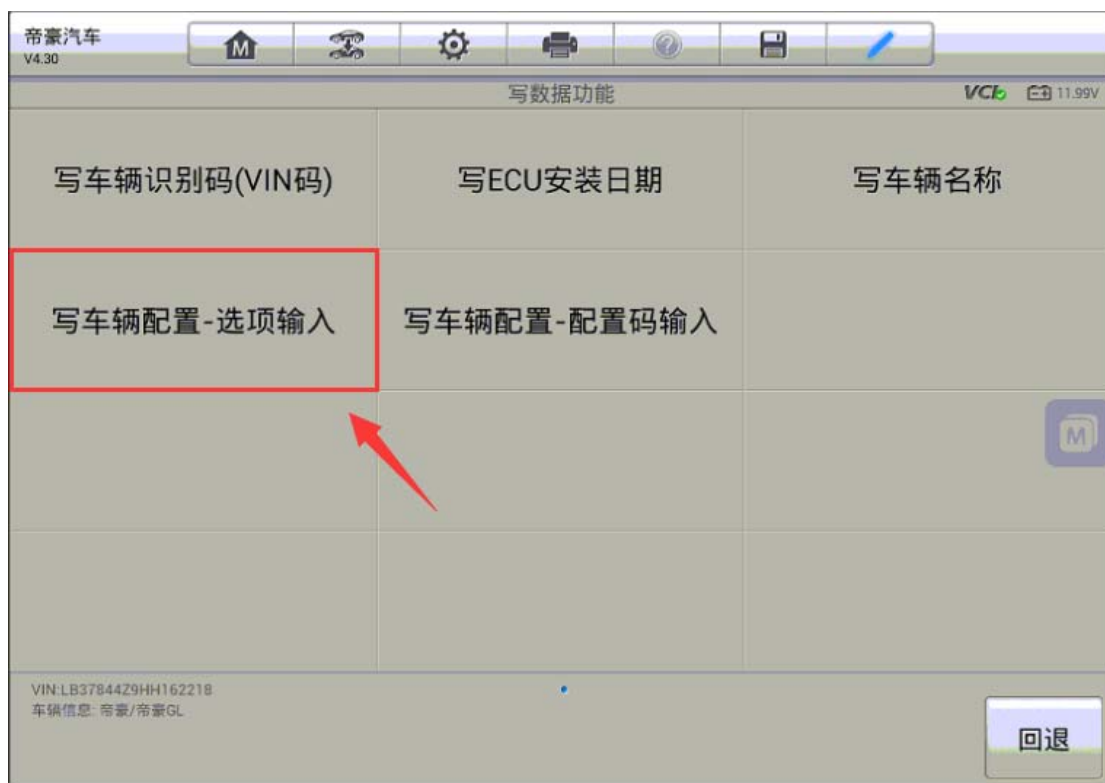 帝豪汽车
V4.30
M
写数据功能
VCI
11.99V
写车辆识别码(VIN码)
写ECU安装日期
写车辆名称
写车辆配置-选项输入
写车辆配置-配置码输入
M
VIN:LB37844Z9HH162218
车辆信息: 帝豪/帝豪GL
回退